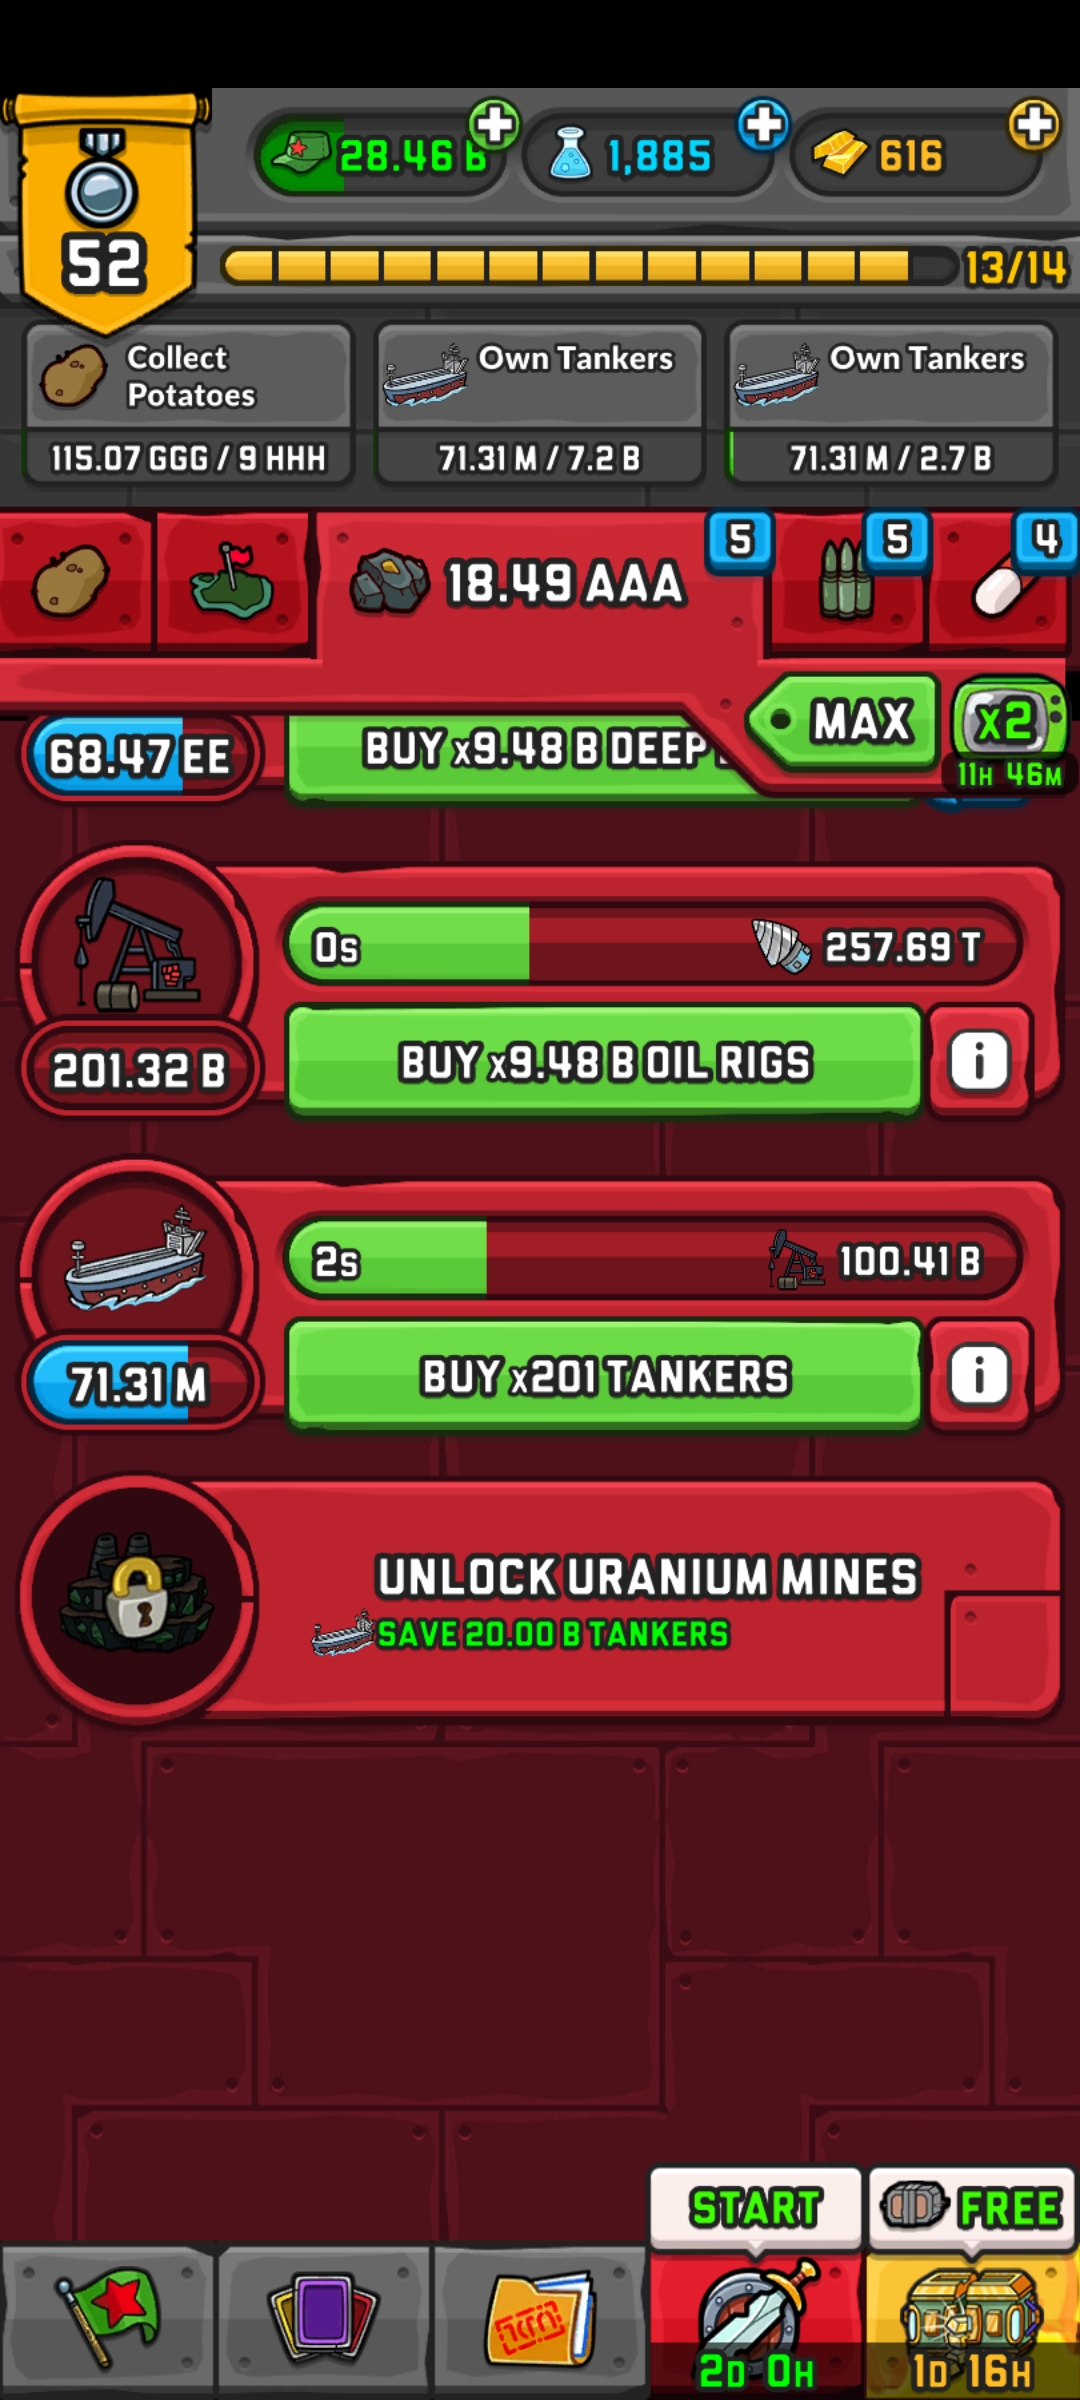 28.46 B
1,885
616
52
13/14
Collect
Potatoes
115.07 GGG / 9 HHH
Own Tankers
71.31 M / 7.2 B
Own Tankers
71.31 M / 2.7 B
18.49 AAA
5
5
4
MAX
x2
11H 46M
68.47 EE
BUY x9.48 B DEEP
0s
257.69 T
201.32 B
BUY x9.48 B OIL RIGS
i
2s
100.41 B
71.31 M
BUY x201 TANKERS
i
UNLOCK URANIUM MINES
SAVE 20.00 B TANKERS
START
FREE
2D 0H
1D 16H